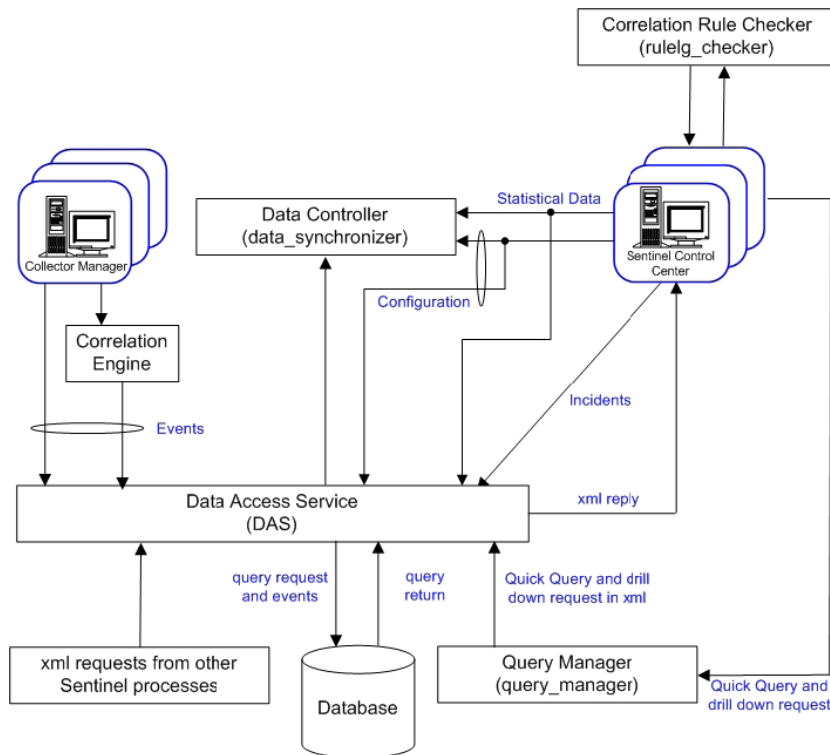 Correlation Rule Checker
(rulelg_checker)
Statistical Data
Data Controller
(data_synchronizer)
Collector Manager
Sentinel Control
Center
Configuration
Correlation
Engine
Incidents
Events
Data Access Service
(DAS)
xml reply
query request
and events
query
return
Quick Query and drill
down request in xml
xml requests from other
Sentinel processes
Database
Query Manager
(query_manager)
Quick Query and
drill down request